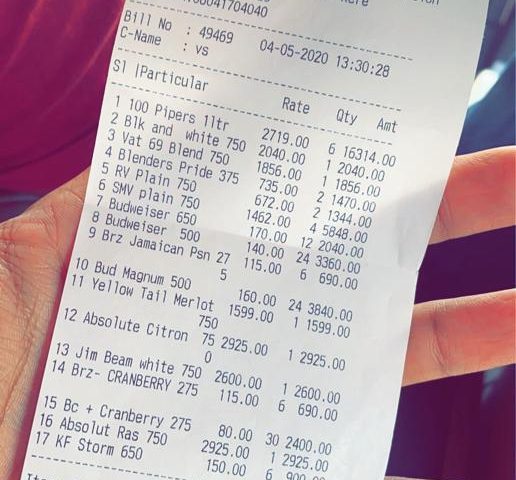 Bill No : 49469 04-05-2020 13:30:28
C-Name : vs
Sl |Particular Rate Qty Amt
1 100 Pipers 1ltr 2719.00 6 16314.00
2 Blk and white 750 2040.00 1 2040.00
3 Vat 69 Blend 750 1856.00 1 1856.00
4 Blenders Pride 375 735.00 2 1470.00
5 RV Plain 750 672.00 2 1344.00
6 SMV plain 750 1462.00 4 5848.00
7 Budweiser 650 170.00 12 2040.00
8 Budweiser 500 140.00 24 3360.00
9 Brz Jamaican Psn 27 115.00 6 690.00
5
10 Bud Magnum 500 160.00 24 3840.00
11 Yellow Tail Merlot 1599.00 1 1599.00
750
12 Absolute Citron 75 2925.00 1 2925.00
0
13 Jim Beam white 750 2600.00 1 2600.00
14 Brz- CRANBERRY 275 115.00 6 690.00
15 Bc + Cranberry 275 80.00 30 2400.00
16 Absolut Ras 750 2925.00 1 2925.00
17 KF Storm 650 150.00 6 900.00